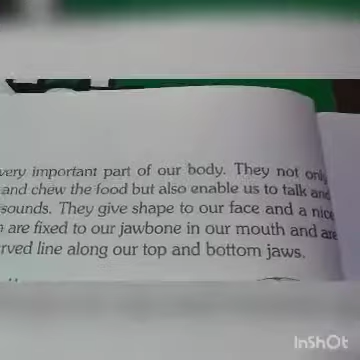 very important part of our body. They not only
and chew the food but also enable us to talk and
sounds. They give shape to our face and a nice
are fixed to our jawbone in our mouth and are
rved line along our top and bottom jaws.
InShOt